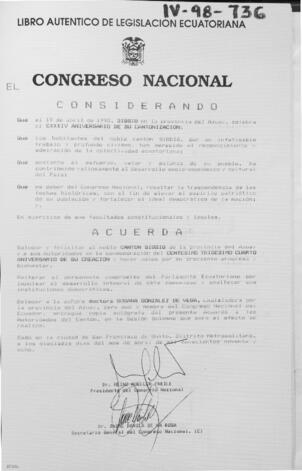 IV-98-736
LIBRO AUTENTICO DE LEGISLACION ECUATORIANA
EL
CONGRESO NACIONAL
CONSIDERANDO
Que el 19 de abril de 1998, SIGSIG en la provincia del Azuay, celebra
el CXXXIV ANIVERSARIO DE SU CANTONIZACION;
Que los habitantes del noble cantón SIGSIG, por su infatigable
trabajo y profundo civismo, han merecido el reconocimiento y
admiración de la colectividad ecuatoriana;
Que mediante el esfuerzo, valor y pujanza de su pueblo, ha
contribuido valiosamente al desarrollo socioeconómico y cultural
del País;
Que es deber del Congreso Nacional, resaltar la trascendencia de las
fechas históricas, con el fin de elevar el espíritu patriótico
de su población y fortalecer el ideal democrático de la nación;
y,
En ejercicio de sus facultades constitucionales y legales,
ACUERDA
Saludar y felicitar al noble CANTON SIGSIG de la provincia del Azuay
y a sus Autoridades en la conmemoración del CENTESIMO TRIGESIMO CUARTO
ANIVERSARIO DE SU CREACION y hacer votos por su creciente progreso y
bienestar.
Reiterar el permanente compromiso del Parlamento Ecuatoriano por
impulsar el desarrollo integral de esta comunidad y enaltecer sus
instituciones democráticas.
Delegar a la señora Doctora SUSANA GONZALEZ DE VEGA, Legisladora por
la provincia del Azuay, para que a nombre del Congreso Nacional del
Ecuador, entregue copia autógrafa del presente Acuerdo a las
Autoridades del Cantón, en la Sesión Solemne que para el efecto se
realice.
Dado en la ciudad de San Francisco de Quito, Distrito Metropolitano,
a los días del mes de abril de mil novecientos noventa y
ocho.
Dr. HEINZ MOELLER FREILE
Presidente del Congreso Nacional
Dr. DAVILA DE LA ROSA
Secretario General del Congreso Nacional, (E)